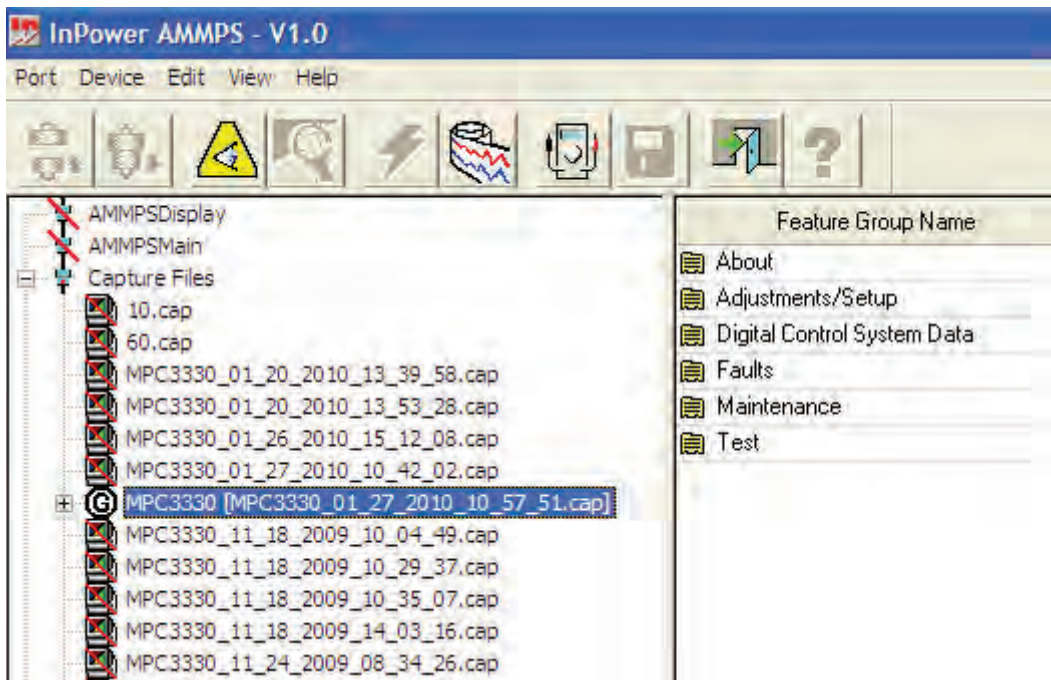 InPower AMMPS - V1.0
Port Device Edit View Help
AMMPSDisplay
AMMPSMain
Capture Files
10.cap
60.cap
MPC3330_01_20_2010_13_39_58.cap
MPC3330_01_20_2010_13_53_28.cap
MPC3330_01_26_2010_15_12_08.cap
MPC3330_01_27_2010_10_42_02.cap
G MPC3330 [MPC3330_01_27_2010_10_57_51.cap]
MPC3330_11_18_2009_10_04_49.cap
MPC3330_11_18_2009_10_29_37.cap
MPC3330_11_18_2009_10_35_07.cap
MPC3330_11_18_2009_14_03_16.cap
MPC3330_11_24_2009_08_34_26.cap
Feature Group Name
About
Adjustments/Setup
Digital Control System Data
Faults
Maintenance
Test